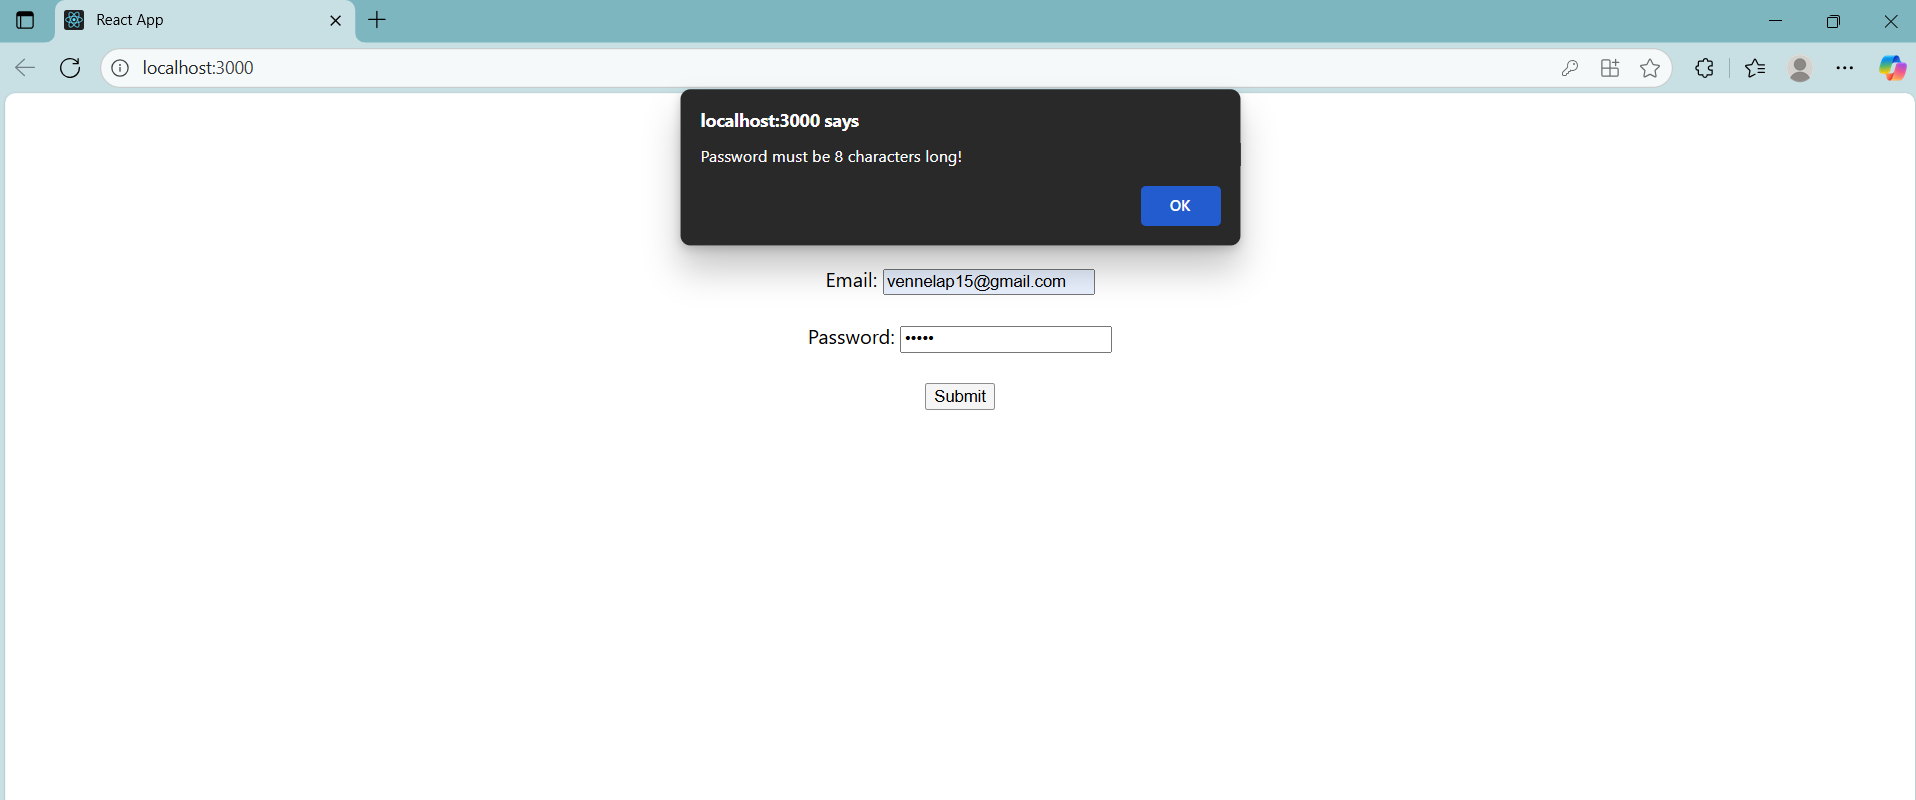 React App
localhost:3000
localhost:3000 says
Password must be 8 characters long!
OK
Email: vennelap15@gmail.com
Password: •••••
Submit